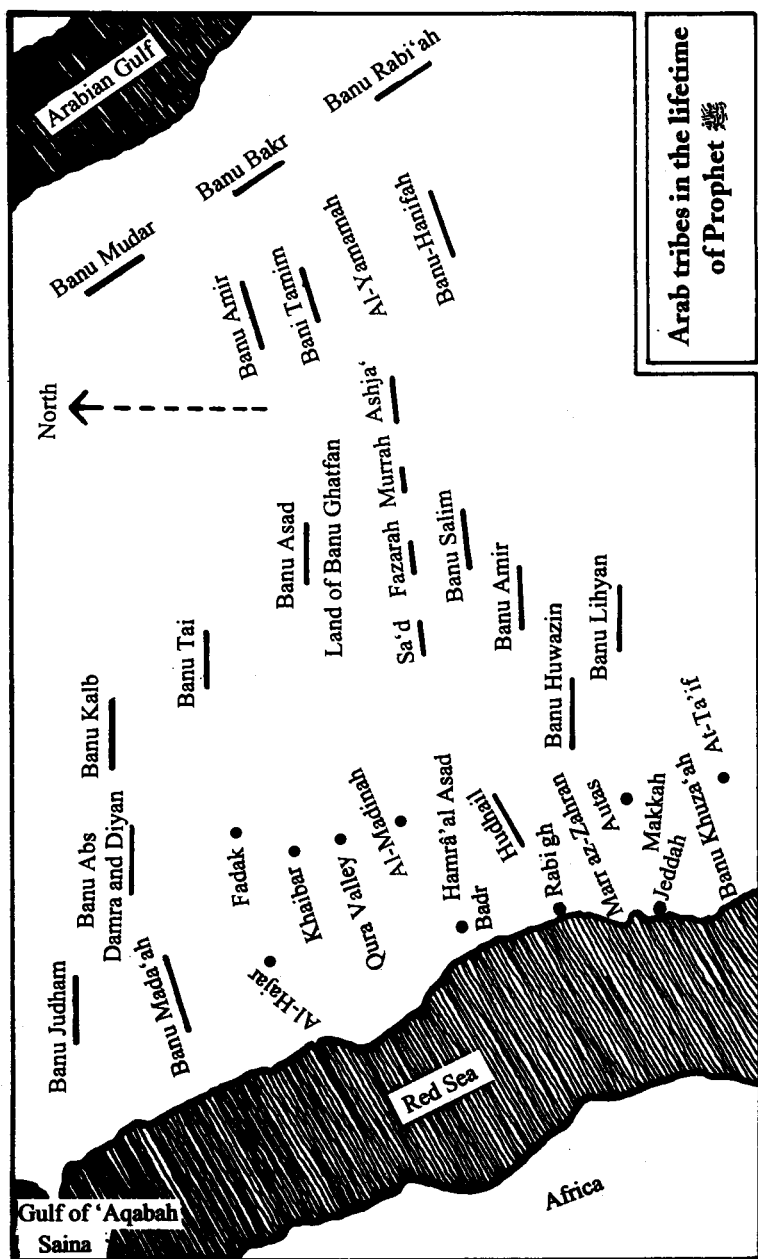 Arab tribes in the lifetime
of Prophet ﷺ
Gulf of ‘Aqabah
Saina
Red Sea
Africa
Arabian Gulf
North
Banu Judham
Banu Mada‘ah
Banu Abs
Damra and Diyan
Banu Kalb
Banu Tai
Banu Mudar
Banu Bakr
Banu Rabi‘ah
Banu Amir
Bani Tamim
Al-Yamamah
Banu-Hanifah
Banu Asad
Land of Banu Ghatfan
Sa‘d
Fazarah
Murrah
Ashja‘
Banu Salim
Banu Amir
Banu Huwazin
Banu Lihyan
Al-Hajar
Fadak
Khaibar
Qura Valley
Al-Madinah
Hamrâ’al Asad
Badr
Hudhail
Rabigh
Marr az-Zahran
Autas
Makkah
Jeddah
Banu Khuza‘ah
At-Ta’if